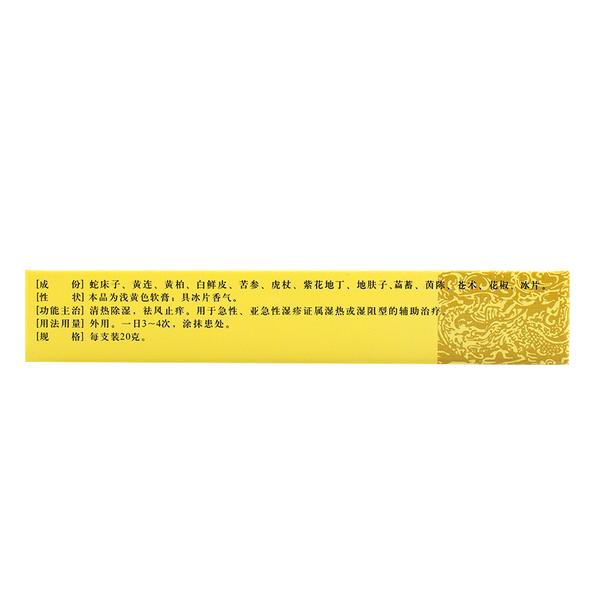 [成　　份] 蛇床子、黄连、黄柏、白鲜皮、苦参、虎杖、紫花地丁、地肤子、萹蓄、茵陈、苍术、花椒、冰片。
[性　　状] 本品为浅黄色软膏；具冰片香气。
[功能主治] 清热除湿，祛风止痒。用于急性、亚急性湿疹证属湿热或湿阻型的辅助治疗
[用法用量] 外用。一日3~4次，涂抹患处。
[规　　格] 每支装20克。